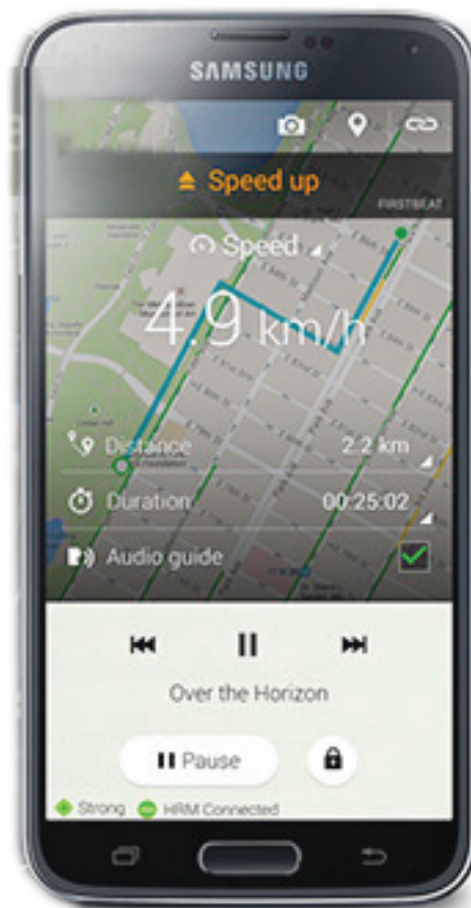 SAMSUNG
Speed up
FIRSTBEAT
Speed
4.9 km/h
Distance 2.2 km
Duration 00:25:02
Audio guide
Over the Horizon
Pause
Strong HRM Connected